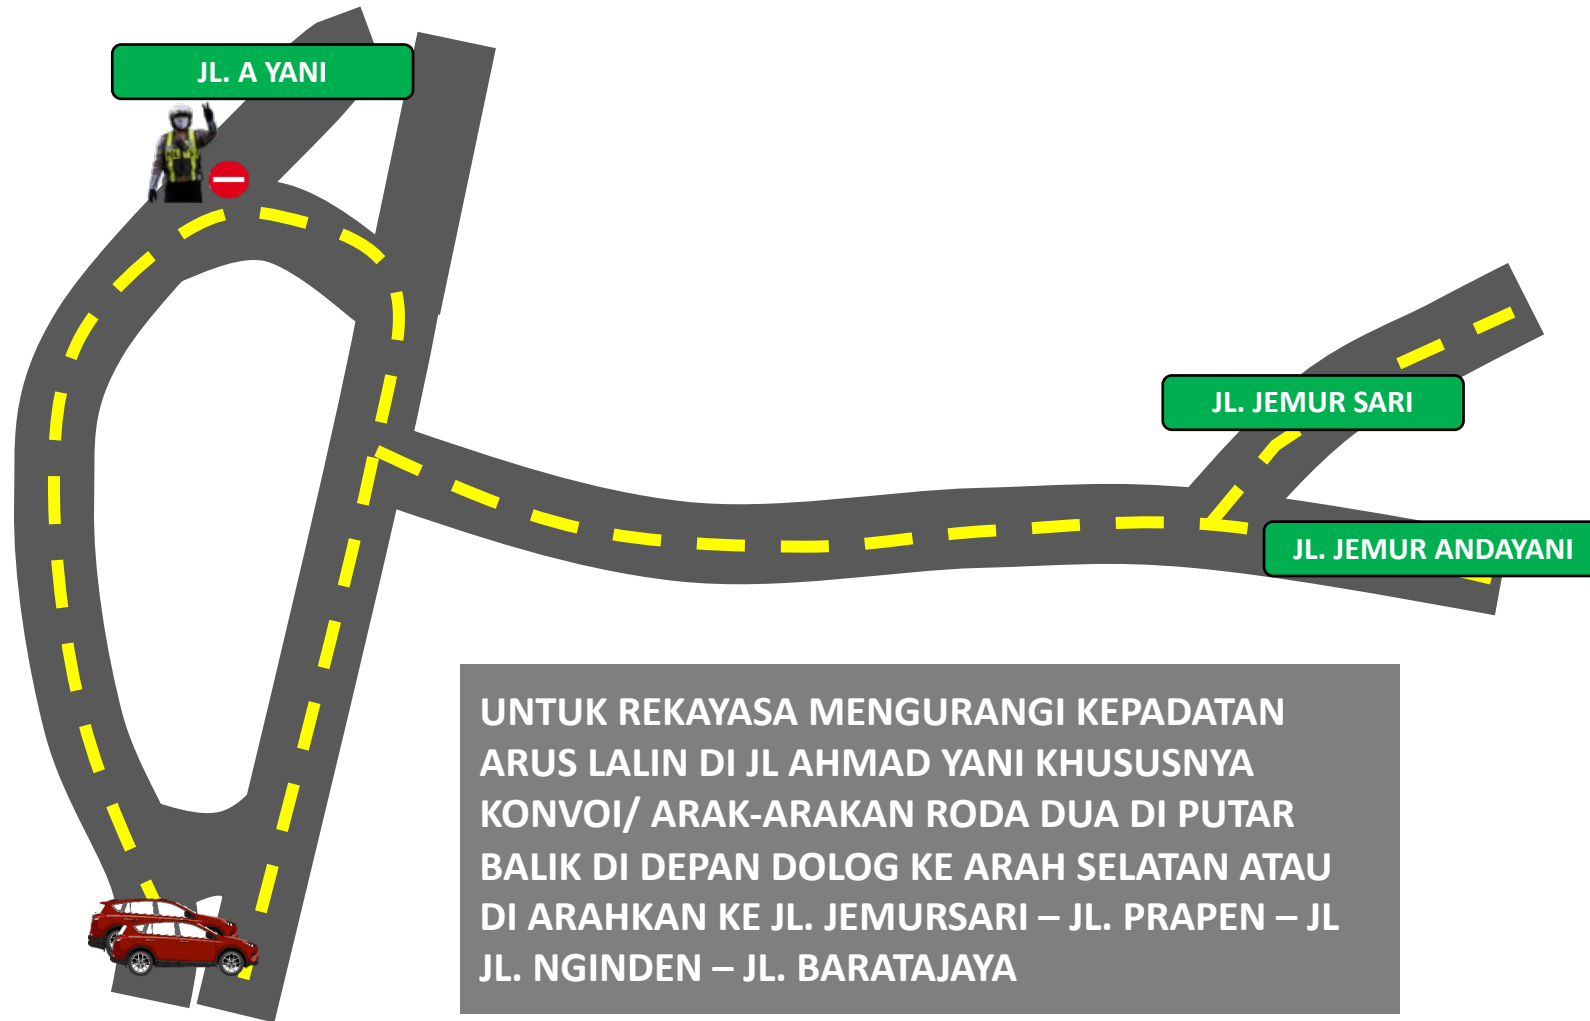 JL. A YANI
JL. JEMUR SARI
JL. JEMUR ANDAYANI
UNTUK REKAYASA MENGURANGI KEPADATAN
ARUS LALIN DI JL AHMAD YANI KHUSUSNYA
KONVOI/ ARAK-ARAKAN RODA DUA DI PUTAR
BALIK DI DEPAN DOLOG KE ARAH SELATAN ATAU
DI ARAHKAN KE JL. JEMURSARI – JL. PRAPEN – JL
JL. NGINDEN – JL. BARATAJAYA